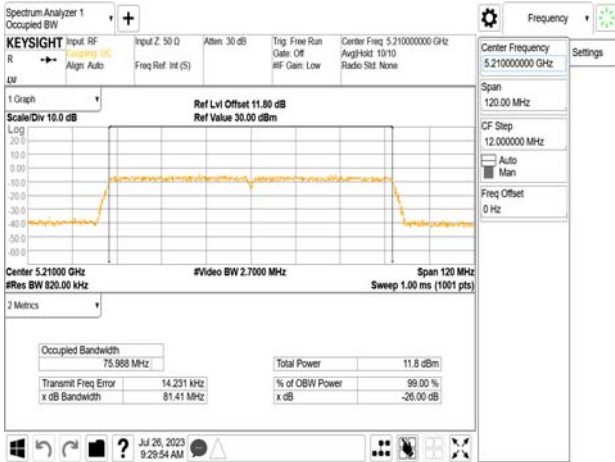 Spectrum Analyzer 1
Occupied BW
Frequency
KEYSIGHT
Input: RF
Coupling: DC
Align: Auto
Input Z: 50 Ω
Freq Ref: Int (S)
Atten: 30 dB
Trig: Free Run
Gate: Off
#IF Gain: Low
Center Freq: 5.210000000 GHz
Avg|Hold: 10/10
Radio Std: None
R
LW
Center Frequency
5.210000000 GHz
Settings
Span
120.00 MHz
CF Step
12.000000 MHz
Auto
Man
Freq Offset
0 Hz
1 Graph
Scale/Div 10.0 dB
Ref Lvl Offset 11.80 dB
Ref Value 30.00 dBm
Log
20.0
10.0
0.00
-10.0
-20.0
-30.0
-40.0
-50.0
-60.0
Center 5.21000 GHz
#Res BW 820.00 kHz
#Video BW 2.7000 MHz
Span 120 MHz
Sweep 1.00 ms (1001 pts)
2 Metrics
Occupied Bandwidth
75.988 MHz
Total Power
11.8 dBm
Transmit Freq Error
14.231 kHz
% of OBW Power
99.00 %
x dB Bandwidth
81.41 MHz
x dB
-26.00 dB
Jul 26, 2023
9:29:54 AM